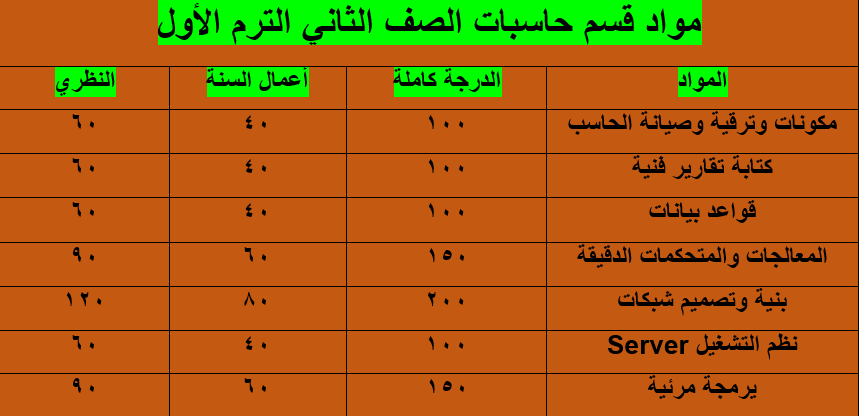 مواد قسم حاسبات الصف الثاني الترم الأول
المواد الدرجة كاملة أعمال السنة النظري
مكونات وترقية وصيانة الحاسب ١٠٠ ٤٠ ٦٠
كتابة تقارير فنية ١٠٠ ٤٠ ٦٠
قواعد بيانات ١٠٠ ٤٠ ٦٠
المعالجات والمتحكمات الدقيقة ١٥٠ ٦٠ ٩٠
بنية وتصميم شبكات ٢٠٠ ٨٠ ١٢٠
نظم التشغيل Server ١٠٠ ٤٠ ٦٠
يرمجة مرئية ١٥٠ ٦٠ ٩٠